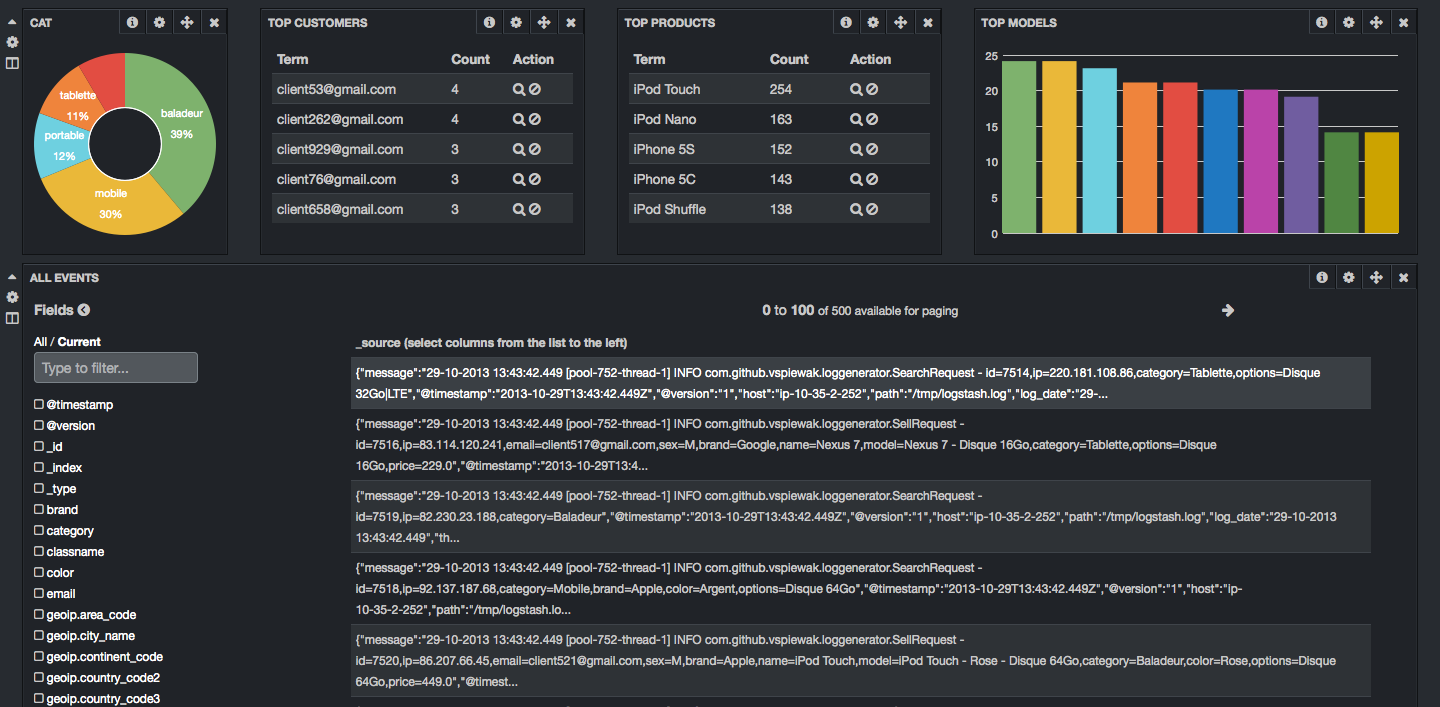 CAT
tablette
11%
baladeur
39%
portable
12%
mobile
30%
TOP CUSTOMERS
Term Count Action
client53@gmail.com 4
client262@gmail.com 4
client929@gmail.com 3
client76@gmail.com 3
client658@gmail.com 3
TOP PRODUCTS
Term Count Action
iPod Touch 254
iPod Nano 163
iPhone 5S 152
iPhone 5C 143
iPod Shuffle 138
TOP MODELS
25
20
15
10
5
0
ALL EVENTS
Fields
0 to 100 of 500 available for paging
All / Current
Type to filter...
@timestamp
@version
_id
_index
_type
brand
category
classname
color
email
geoip.area_code
geoip.city_name
geoip.continent_code
geoip.country_code2
geoip.country_code3
_source (select columns from the list to the left)
{"message":"29-10-2013 13:43:42.449 [pool-752-thread-1] INFO com.github.vspiewak.loggenerator.SearchRequest - id=7514,ip=220.181.108.86,category=Tablette,options=Disque
32Go|LTE","@timestamp":"2013-10-29T13:43:42.449Z","@version":"1","host":"ip-10-35-2-252","path":"/tmp/logstash.log","log_date":"29-...
{"message":"29-10-2013 13:43:42.449 [pool-752-thread-1] INFO com.github.vspiewak.loggenerator.SellRequest -
id=7516,ip=83.114.120.241,email=client517@gmail.com,sex=M,brand=Google,name=Nexus 7,model=Nexus 7 - Disque 16Go,category=Tablette,options=Disque
16Go,price=229.0","@timestamp":"2013-10-29T13:4...
{"message":"29-10-2013 13:43:42.449 [pool-752-thread-1] INFO com.github.vspiewak.loggenerator.SearchRequest -
id=7519,ip=82.230.23.188,category=Baladeur","@timestamp":"2013-10-29T13:43:42.449Z","@version":"1","host":"ip-10-35-2-252","path":"/tmp/logstash.log","log_date":"29-10-2013
13:43:42.449","th...
{"message":"29-10-2013 13:43:42.449 [pool-752-thread-1] INFO com.github.vspiewak.loggenerator.SearchRequest -
id=7518,ip=92.137.187.68,category=Mobile,brand=Apple,color=Argent,options=Disque 64Go","@timestamp":"2013-10-29T13:43:42.449Z","@version":"1","host":"ip-
10-35-2-252","path":"/tmp/logstash.lo...
{"message":"29-10-2013 13:43:42.449 [pool-752-thread-1] INFO com.github.vspiewak.loggenerator.SellRequest -
id=7520,ip=86.207.66.45,email=client521@gmail.com,sex=M,brand=Apple,name=iPod Touch,model=iPod Touch - Rose - Disque 64Go,category=Baladeur,color=Rose,options=Disque
64Go,price=449.0","@timest...